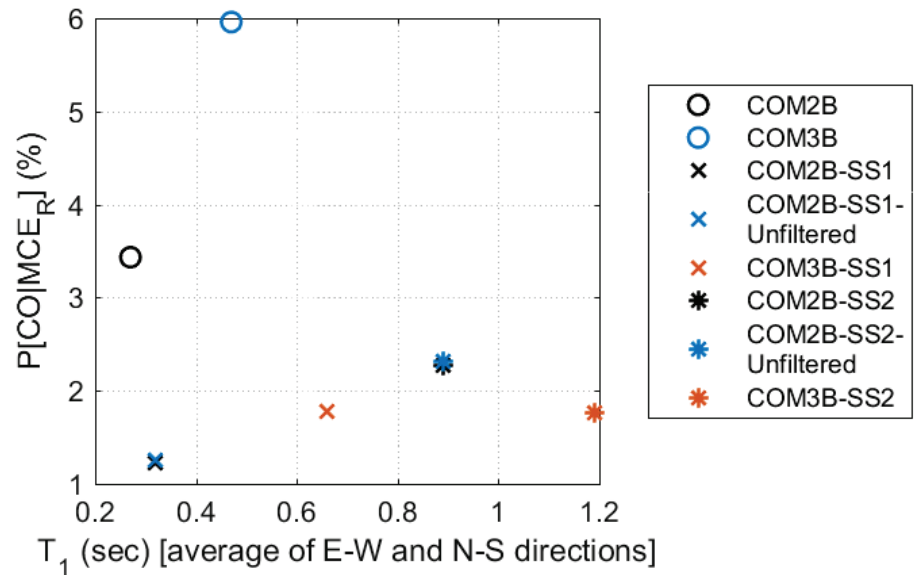 6
5
4
3
2
1
P[CO|MCE_R] (%)
0.2 0.4 0.6 0.8 1 1.2
T_1 (sec) [average of E-W and N-S directions]
COM2B
COM3B
COM2B-SS1
COM2B-SS1-
Unfiltered
COM3B-SS1
COM2B-SS2
COM2B-SS2-
Unfiltered
COM3B-SS2